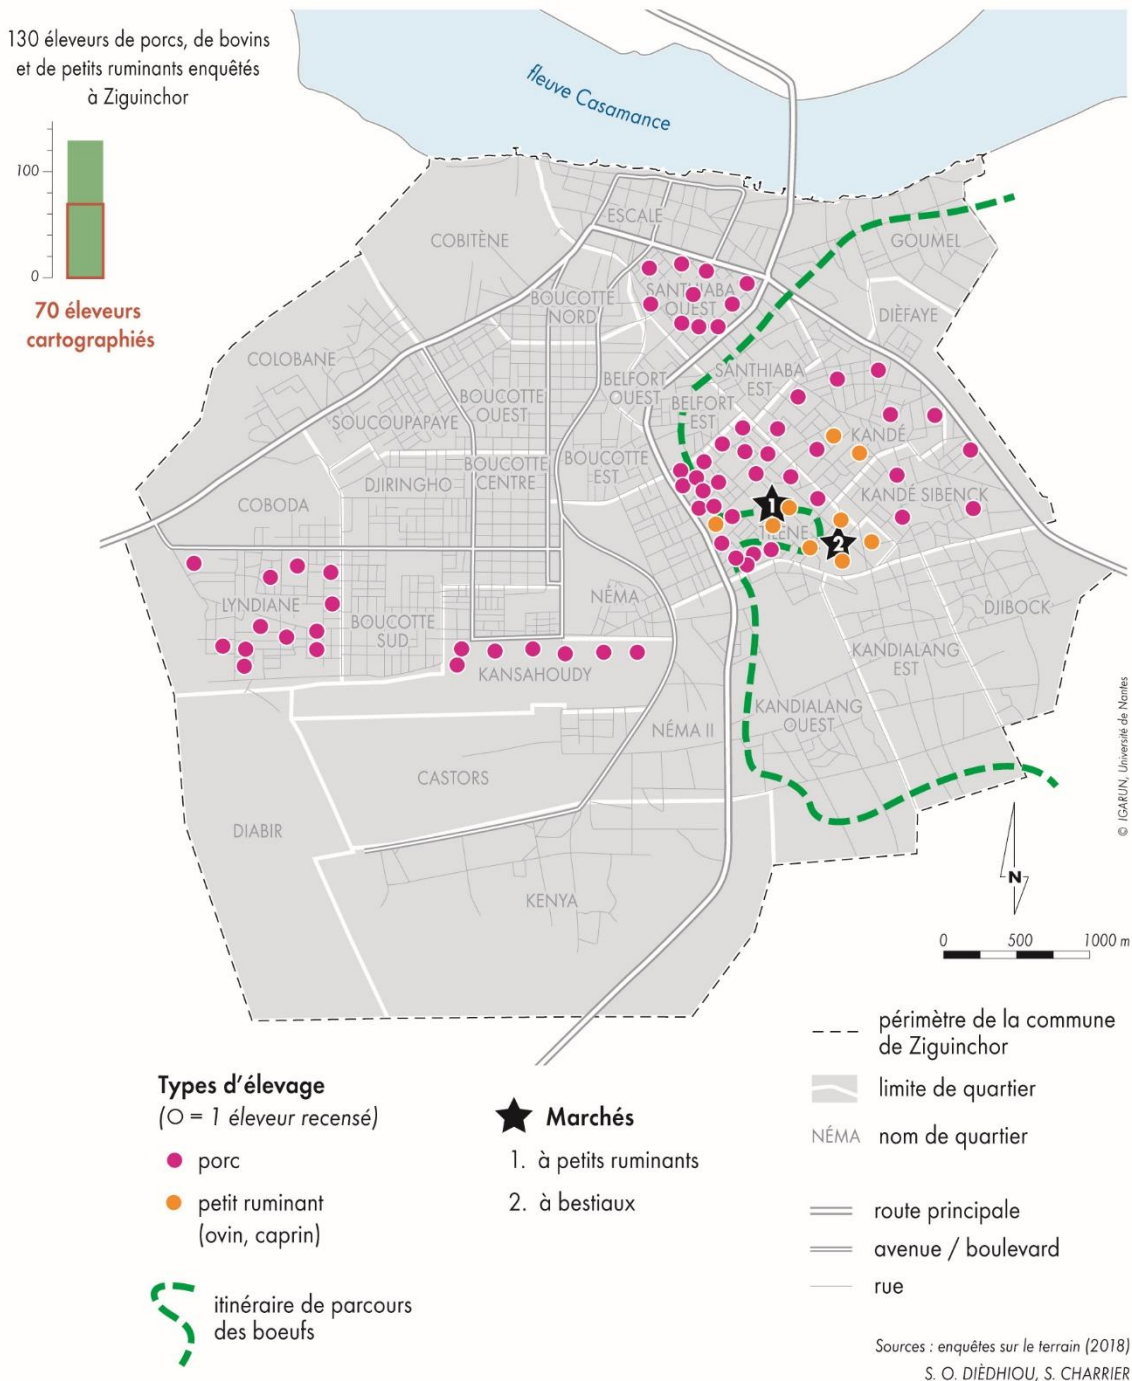 130 éleveurs de porcs, de bovins
et de petits ruminants enquêtés
à Ziguinchor
100
0
70 éleveurs
cartographiés
fleuve Casamance
ESCALE
COBITÈNE
GOUMEL
SANTHIABA
OUEST
BOUCOTTE
NORD
DIÈFAYE
COLOBANE
SANTHIABA
EST
BELFORT
OUEST
BELFORT
EST
BOUCOTTE
OUEST
SOUCOUPAPAYE
KANDÉ
BOUCOTTE
EST
BOUCOTTE
CENTRE
DJIRINGHO
KANDÉ SIBENCK
COBODA
1
TILÈNE
2
LYNDIANE
BOUCOTTE
SUD
NÉMA
DJIBOCK
KANDIALANG
EST
KANSAHOUDY
KANDIALANG
OUEST
NÉMA II
CASTORS
DIABIR
KENYA
© IGARUN, Université de Nantes
N
0 500 1000 m
Types d'élevage
(O = 1 éleveur recensé)
porc
petit ruminant
(ovin, caprin)
itinéraire de parcours
des boeufs
Marchés
1. à petits ruminants
2. à bestiaux
périmètre de la commune
de Ziguinchor
limite de quartier
NÉMA nom de quartier
route principale
avenue / boulevard
rue
Sources : enquêtes sur le terrain (2018)
S. O. DIÈDHIOU, S. CHARRIER